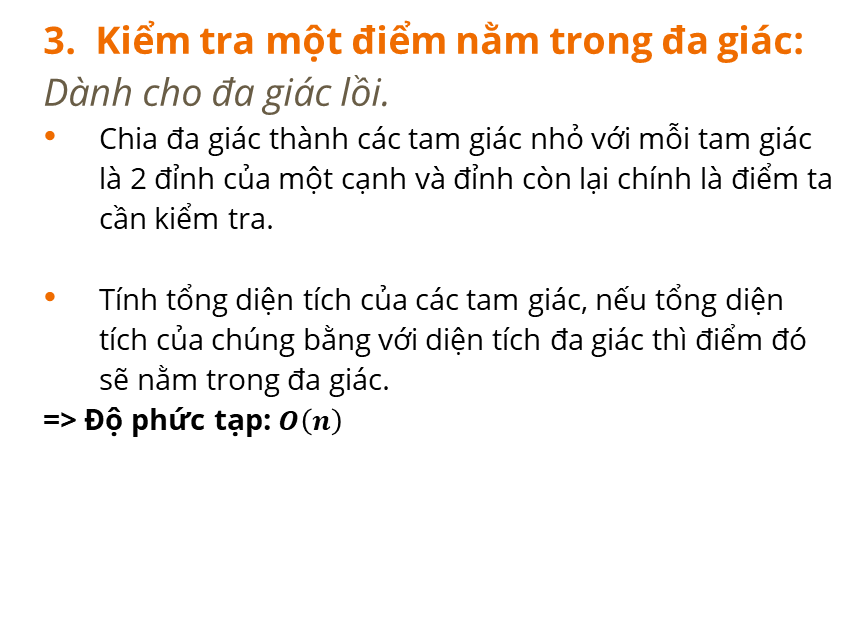 3. Kiểm tra một điểm nằm trong đa giác:
Dành cho đa giác lồi.
• Chia đa giác thành các tam giác nhỏ với mỗi tam giác
là 2 đỉnh của một cạnh và đỉnh còn lại chính là điểm ta
cần kiểm tra.
• Tính tổng diện tích của các tam giác, nếu tổng diện
tích của chúng bằng với diện tích đa giác thì điểm đó
sẽ nằm trong đa giác.
=> Độ phức tạp: O(n)